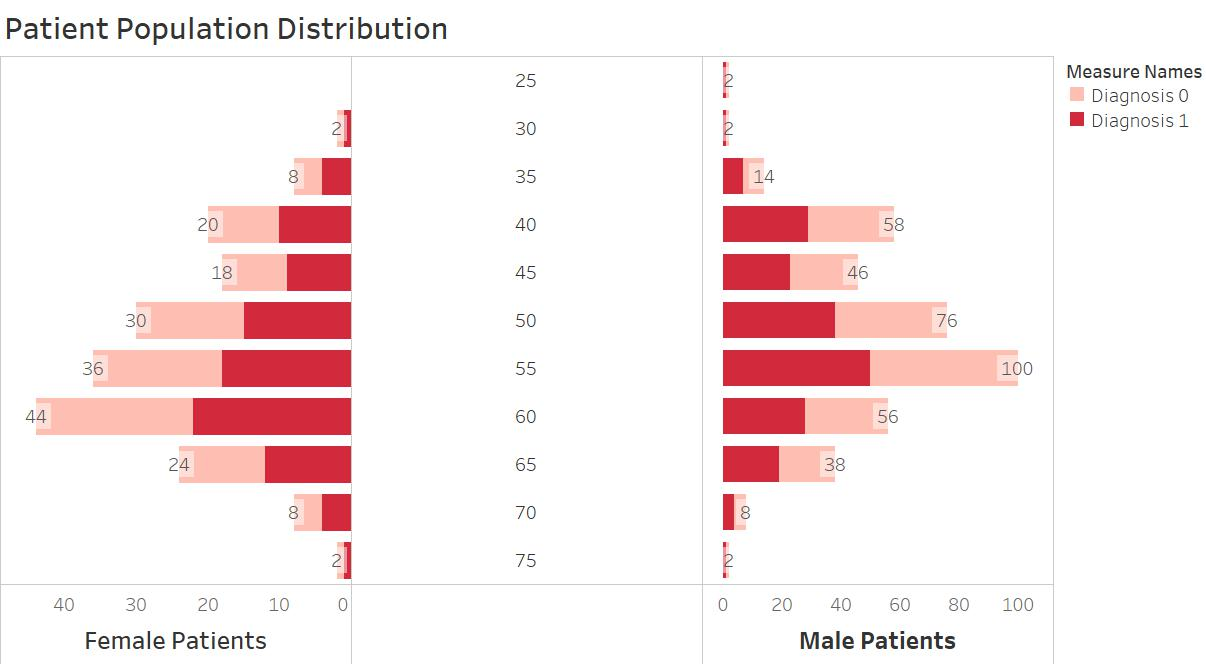 Patient Population Distribution
Measure Names
Diagnosis 0
Diagnosis 1
25 2
2 30 2
8 35 14
20 40 58
18 45 46
30 50 76
36 55 100
44 60 56
24 65 38
8 70 8
2 75 2
40 30 20 10 0 0 20 40 60 80 100
Female Patients Male Patients